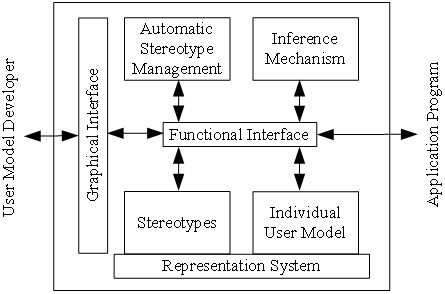 User Model Developer
Graphical Interface
Automatic
Stereotype
Management
Inference
Mechanism
Functional Interface
Stereotypes
Individual
User Model
Representation System
Application Program